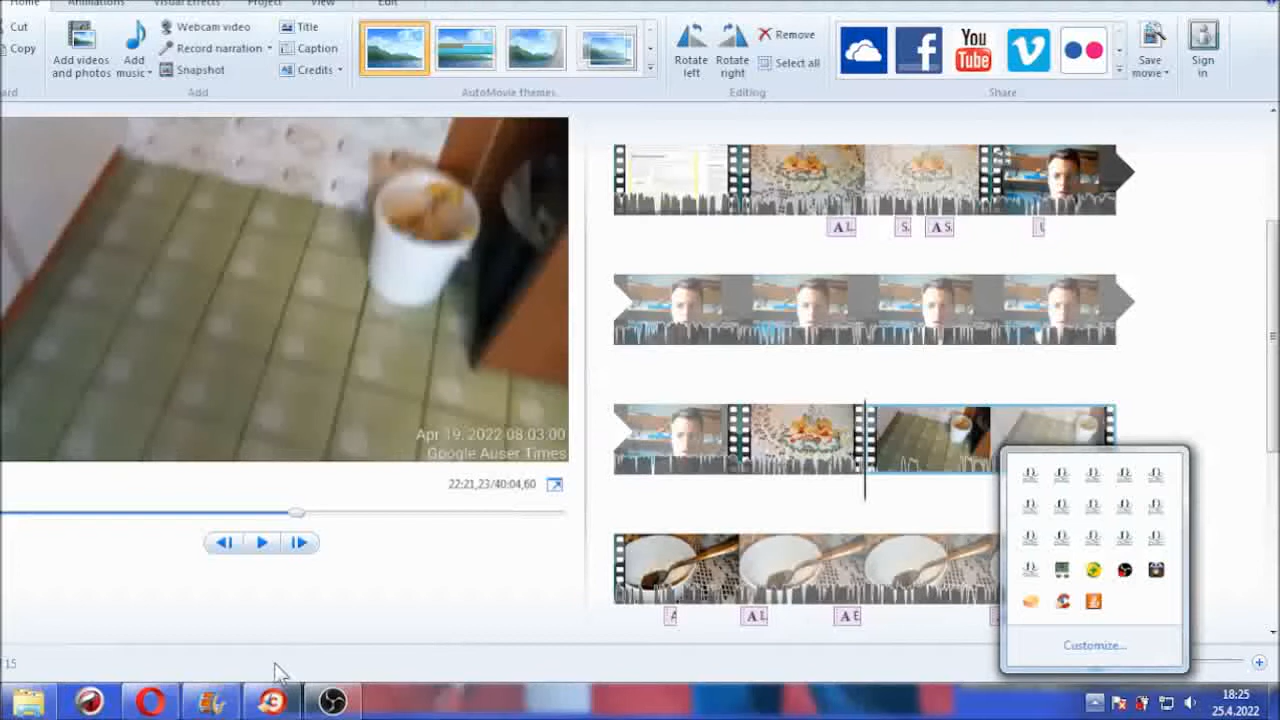 Home Animations Visual Effects Project View Edit
Cut
Copy
Add videos and photos
Add music
Webcam video
Record narration
Snapshot
Title
Caption
Credits
Add
AutoMovie themes
Rotate left
Rotate right
Remove
Select all
Editing
You Tube
Share
Save movie
Sign in
A L
S
A S
Apr 19, 2022 08:03:00
Google Auser Times
22:21,23/40:04,60
A L
A E
Customize...
15
18:25
25.4.2022